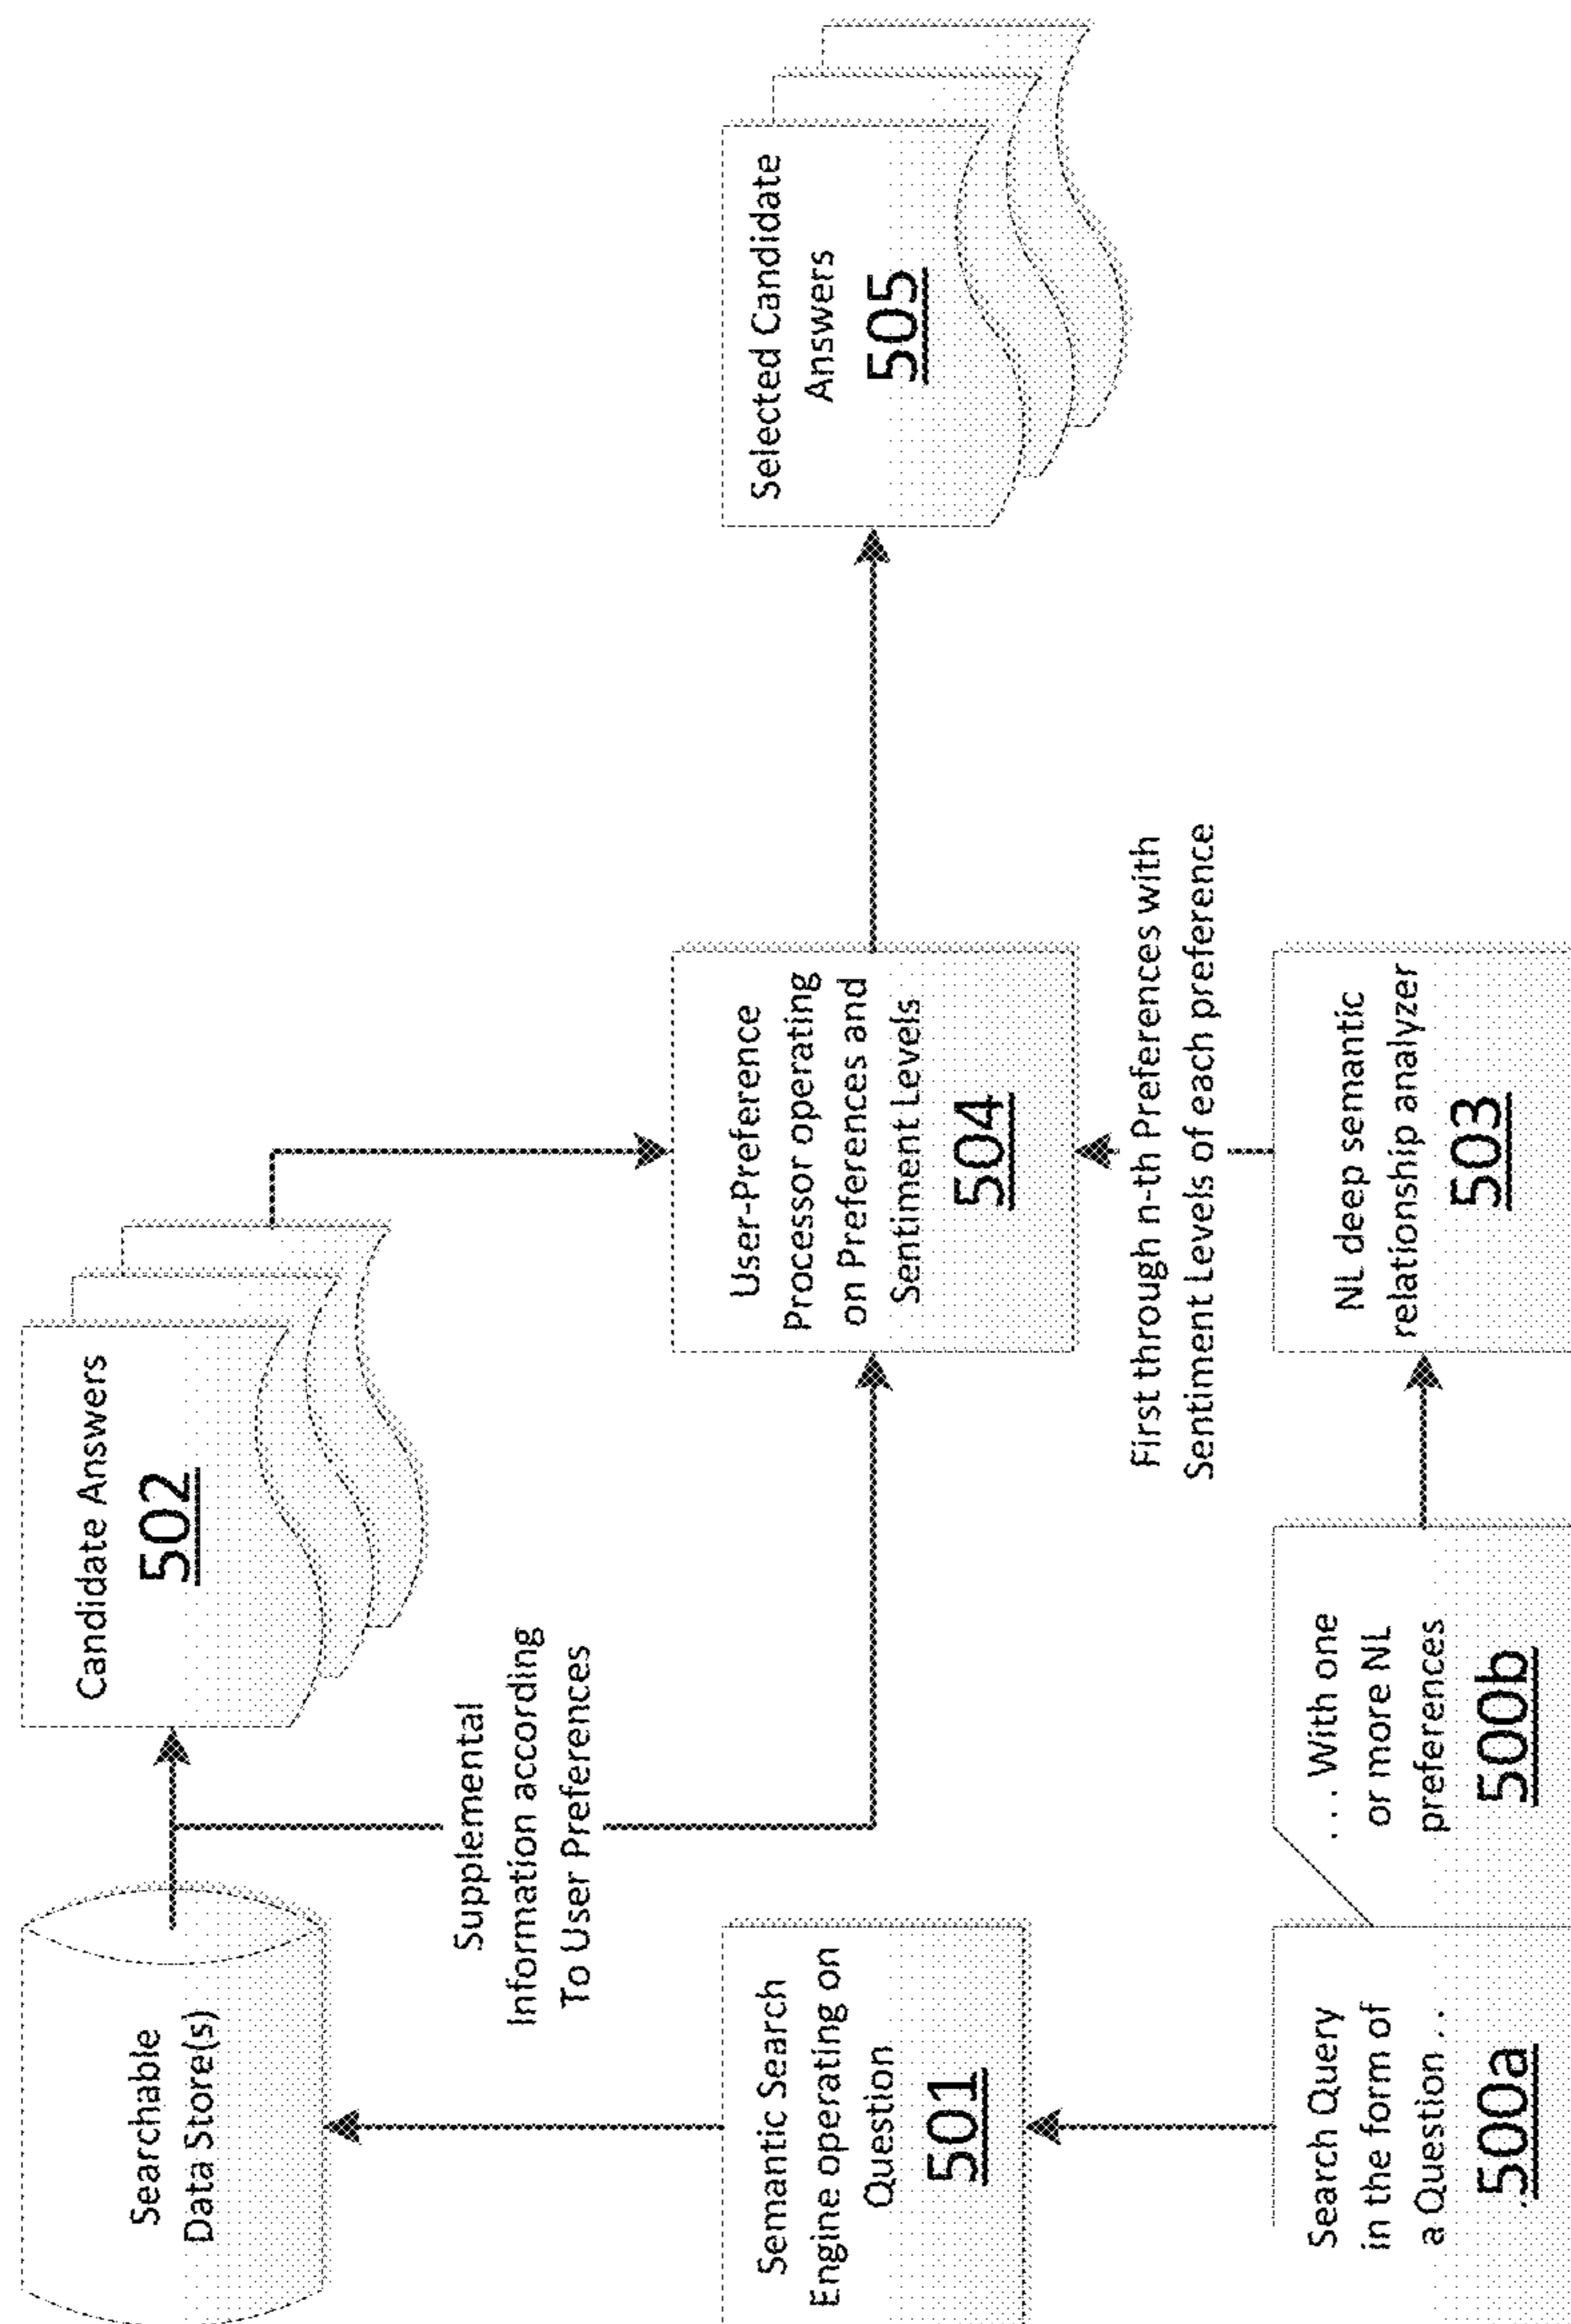 Searchable
Data Store(s)
Candidate Answers
502
Supplemental
Information according
To User Preferences
Semantic Search
Engine operating on
Question
501
User-Preference
Processor operating
on Preferences and
Sentiment Levels
504
Selected Candidate
Answers
505
First through n-th Preferences with
Sentiment Levels of each preference
Search Query
in the form of
a Question . . .
500a
. . . With one
or more NL
preferences
500b
NL deep semantic
relationship analyzer
503